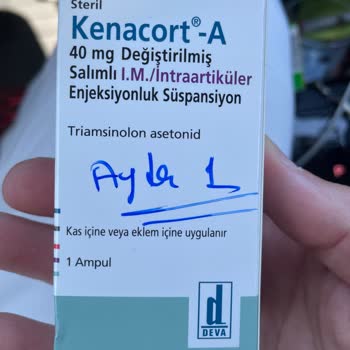 Steril
Kenacort®-A
40 mg Değiştirilmiş
Salımlı I.M./İntraartiküler
Enjeksiyonluk Süspansiyon
Triamsinolon asetonid
Ayda 1
Kas içine veya eklem içine uygulanır
1 Ampul
d
DEVA